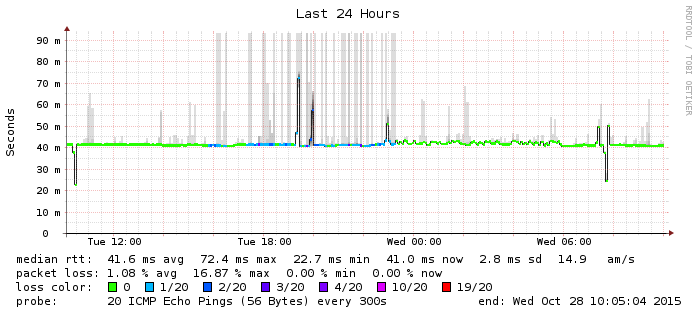 Last 24 Hours
RRDTOOL / TOBI OETIKER
Seconds
90 m
80 m
70 m
60 m
50 m
40 m
30 m
20 m
10 m
0
Tue 12:00 Tue 18:00 Wed 00:00 Wed 06:00
median rtt: 41.6 ms avg 72.4 ms max 22.7 ms min 41.0 ms now 2.8 ms sd 14.9 am/s
packet loss: 1.08 % avg 16.87 % max 0.00 % min 0.00 % now
loss color: 0 1/20 2/20 3/20 4/20 10/20 19/20
probe: 20 ICMP Echo Pings (56 Bytes) every 300s end: Wed Oct 28 10:05:04 2015